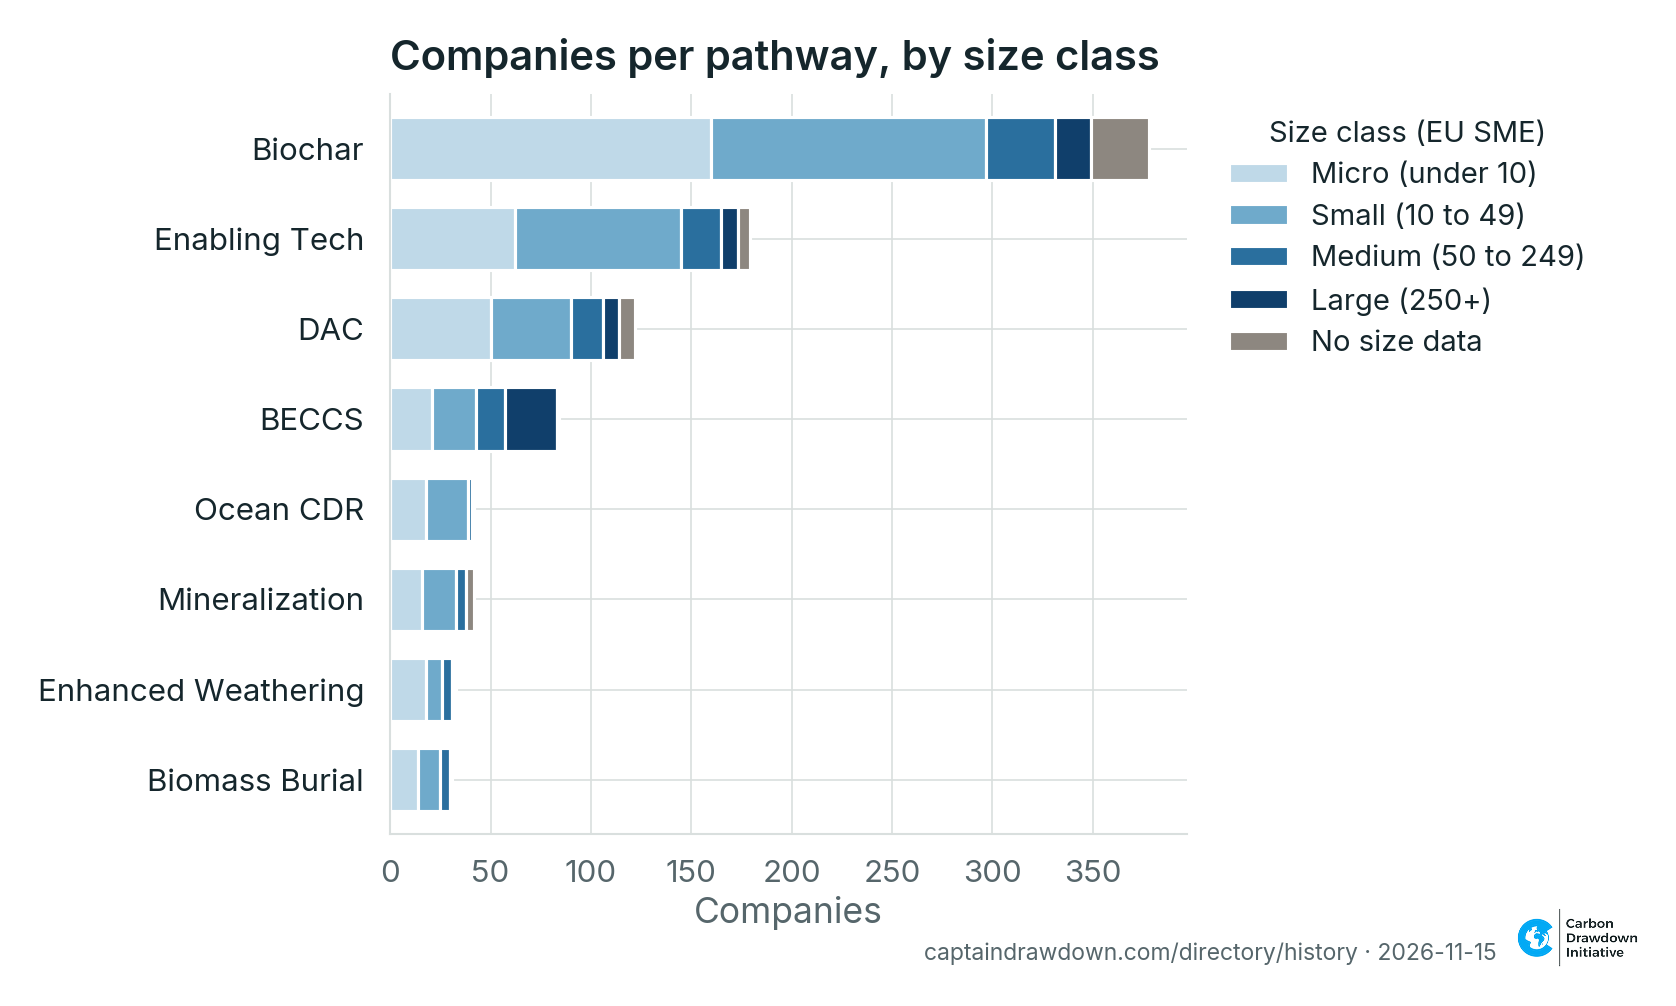 Companies per pathway, by size class
Biochar
Enabling Tech
DAC
BECCS
Ocean CDR
Mineralization
Enhanced Weathering
Biomass Burial
0 50 100 150 200 250 300 350
Companies
Size class (EU SME)
Micro (under 10)
Small (10 to 49)
Medium (50 to 249)
Large (250+)
No size data
captaindrawdown.com/directory/history · 2026-11-15
Carbon
Drawdown
Initiative